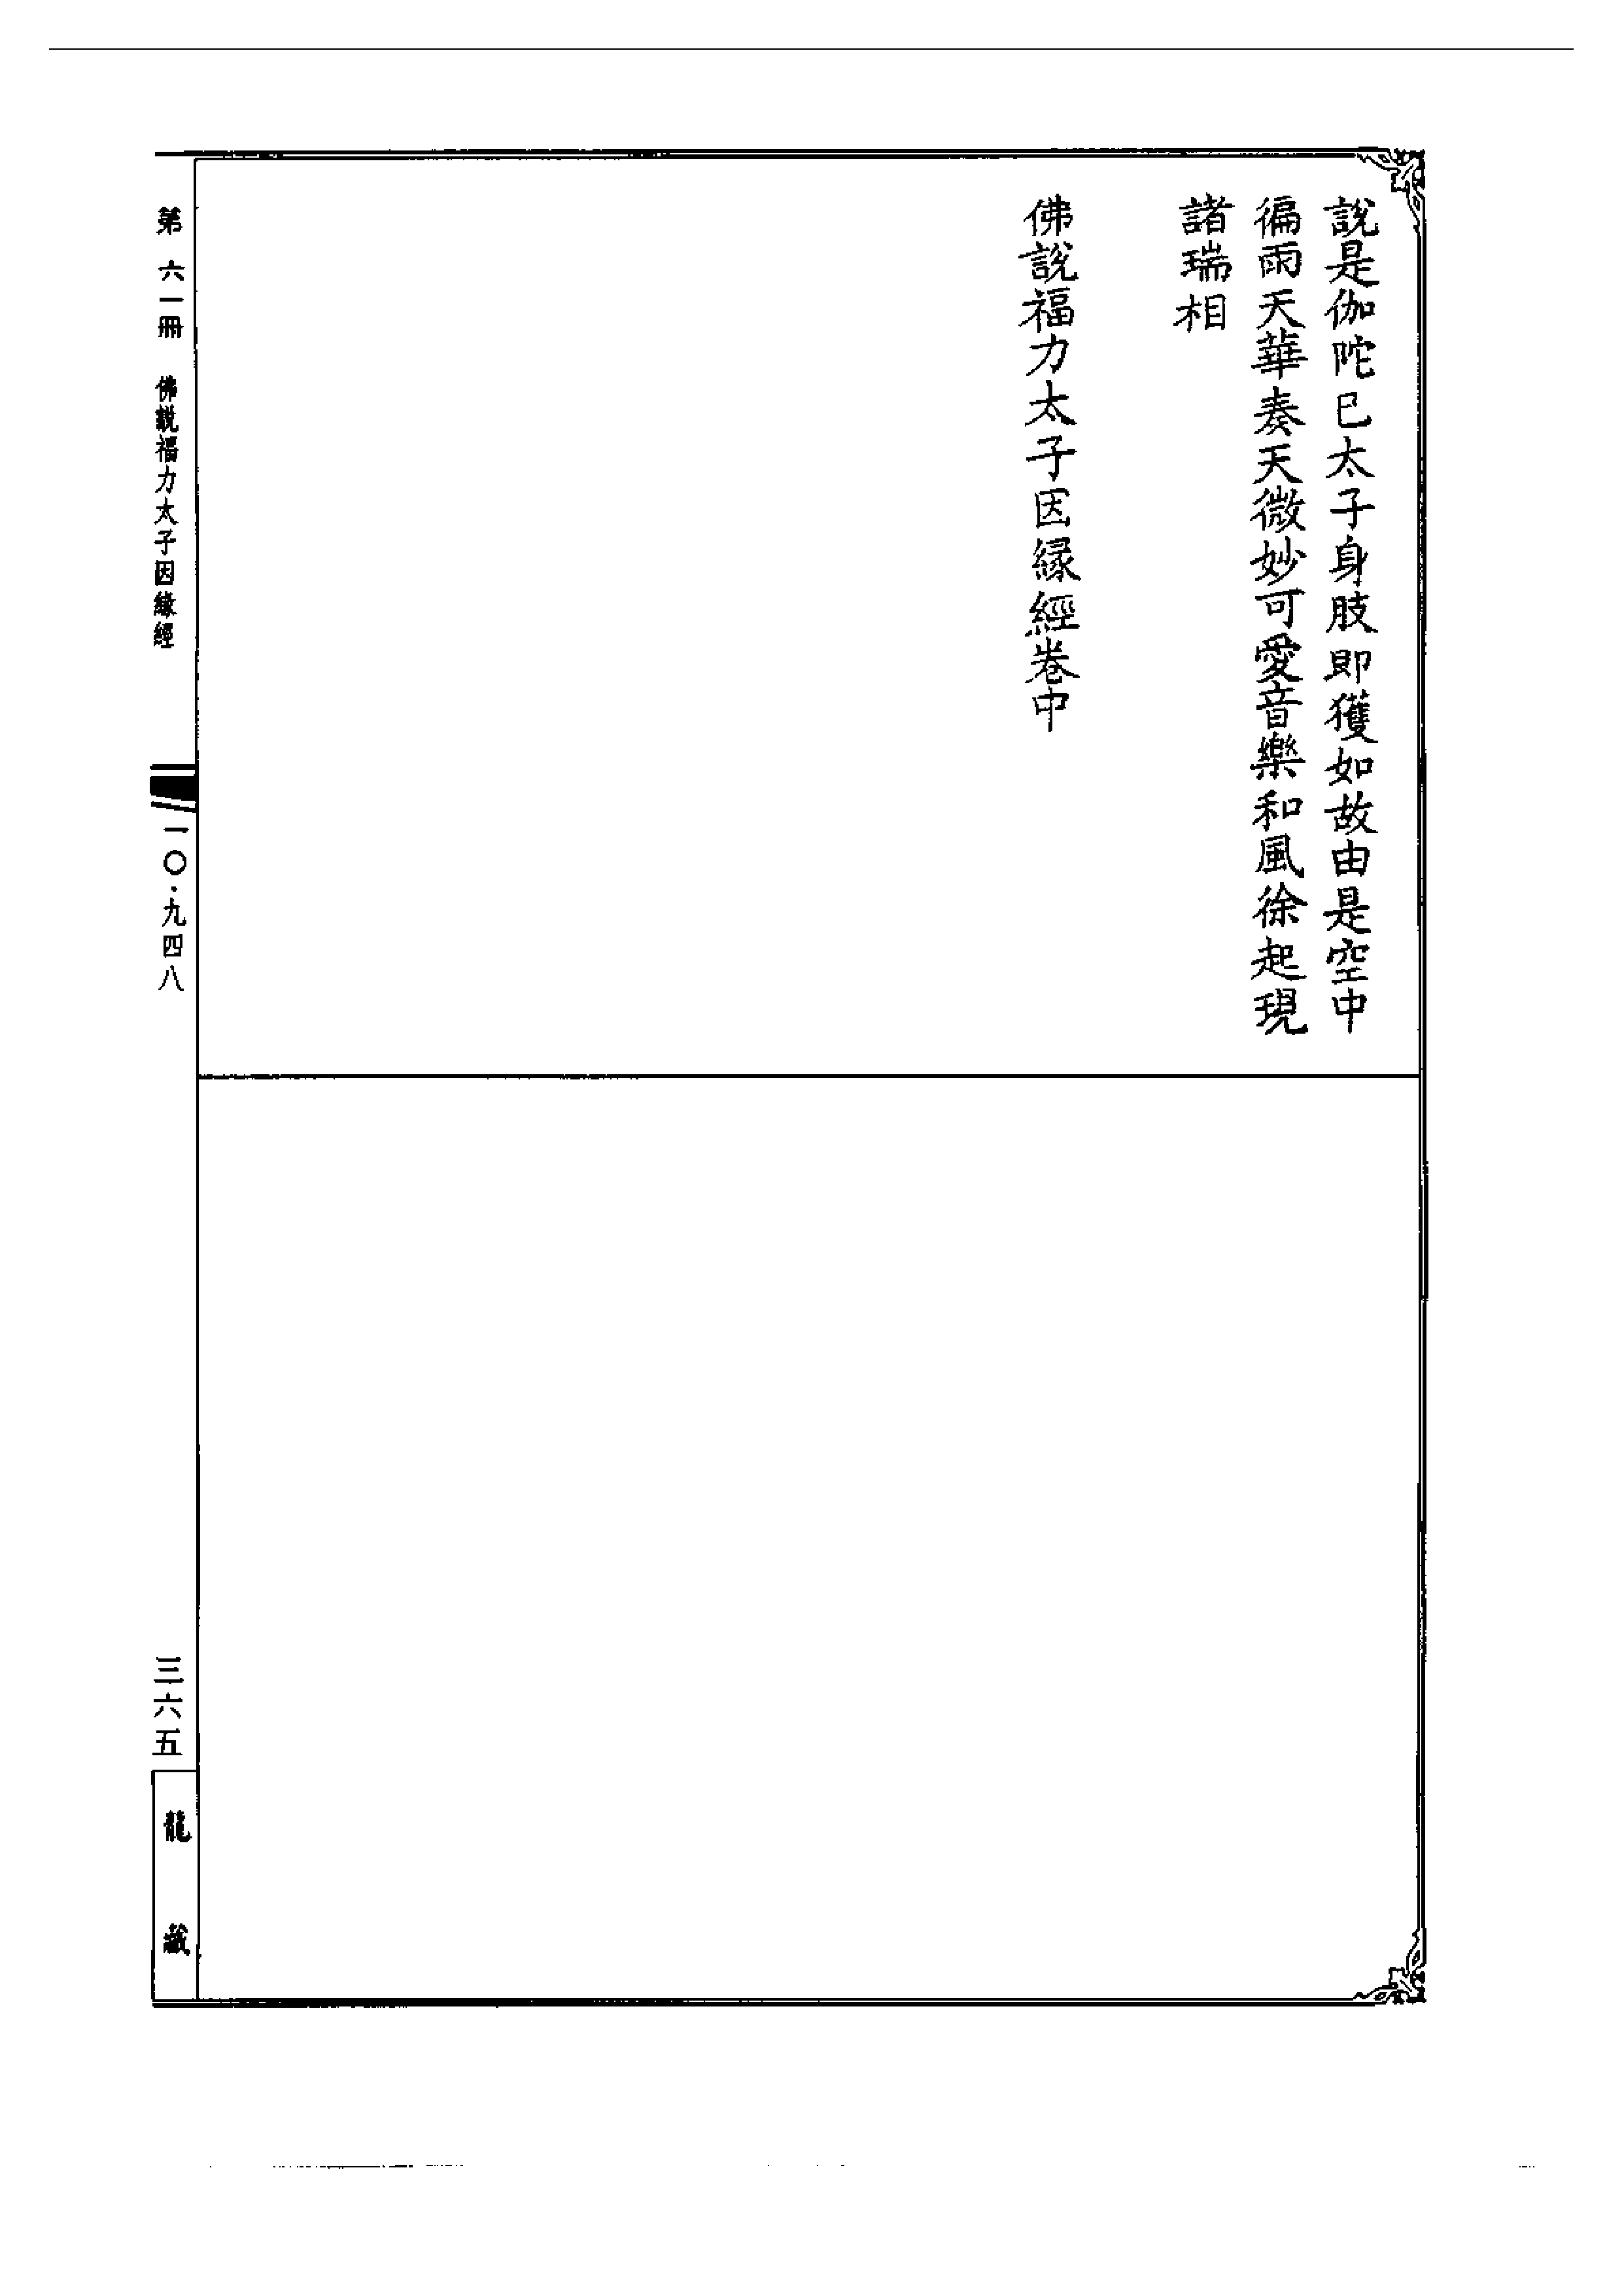 說是伽陀已太子身肢即獲如故由是空中
徧雨天華奏天微妙可愛音樂和風徐起現
諸瑞相
佛說福力太子因緣經卷中
第六一冊 佛説福力太子因緣經
一〇·九四八
三六五
龍藏